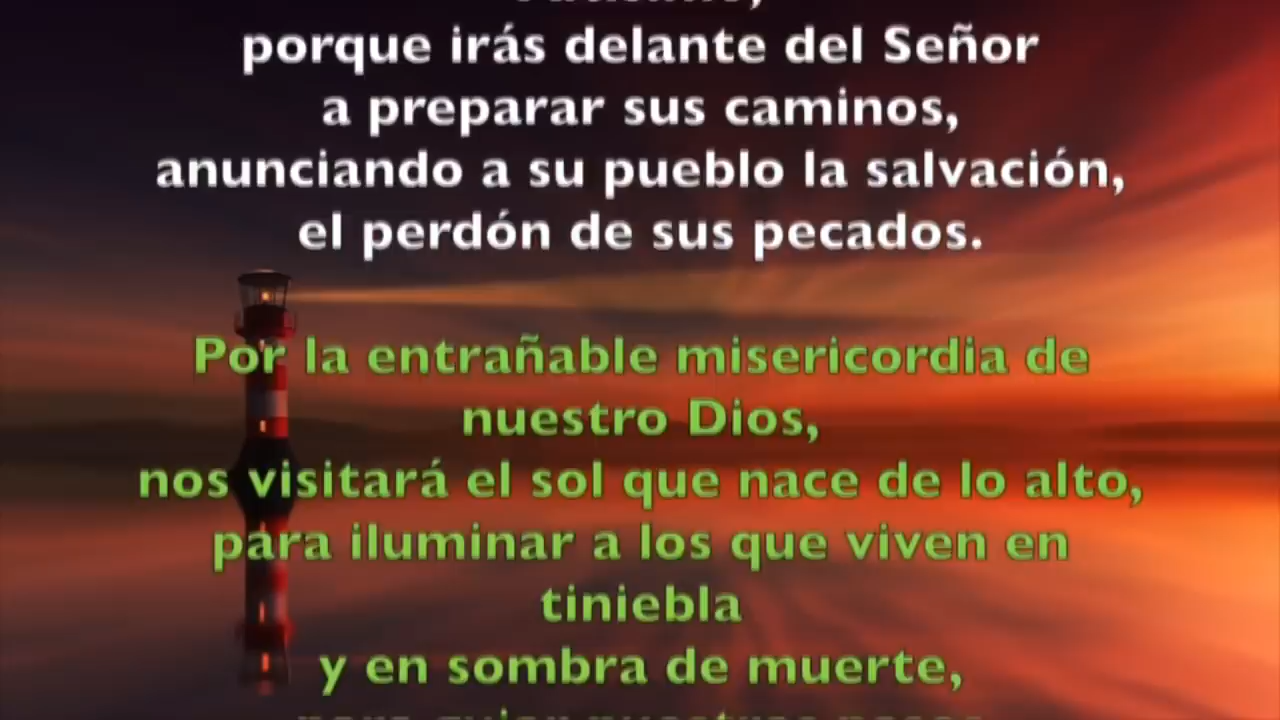 porque irás delante del Señor
a preparar sus caminos,
anunciando a su pueblo la salvación,
el perdón de sus pecados.
Por la entrañable misericordia de
nuestro Dios,
nos visitará el sol que nace de lo alto,
para iluminar a los que viven en
tiniebla
y en sombra de muerte,